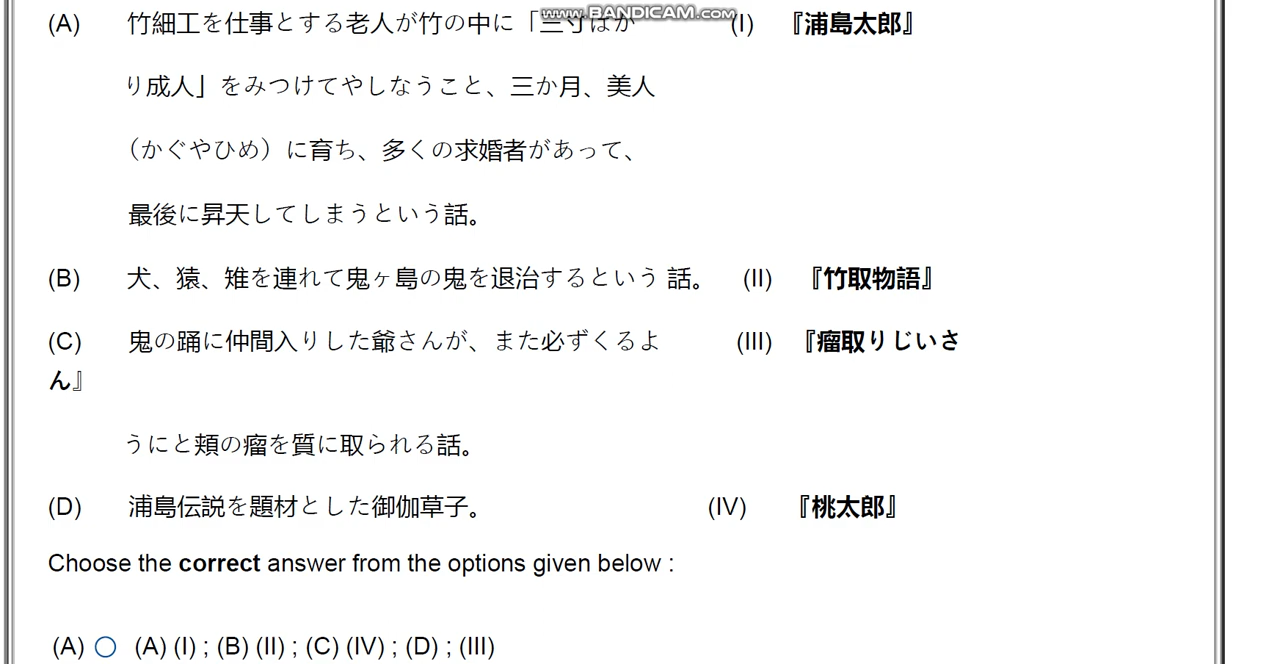 www.BANDICAM.com
(A) 竹細工を仕事とする老人が竹の中に「三寸ばか (I) 『浦島太郎』
り成人」をみつけてやしなうこと、三か月、美人
（かぐやひめ）に育ち、多くの求婚者があって、
最後に昇天してしまうという話。
(B) 犬、猿、雉を連れて鬼ヶ島の鬼を退治するという 話。 (II) 『竹取物語』
(C) 鬼の踊に仲間入りした爺さんが、また必ずくるよ (III) 『瘤取りじいさ
ん』
うにと頬の瘤を質に取られる話。
(D) 浦島伝説を題材とした御伽草子。 (IV) 『桃太郎』
Choose the correct answer from the options given below :
(A) (A) (I) ; (B) (II) ; (C) (IV) ; (D) ; (III)